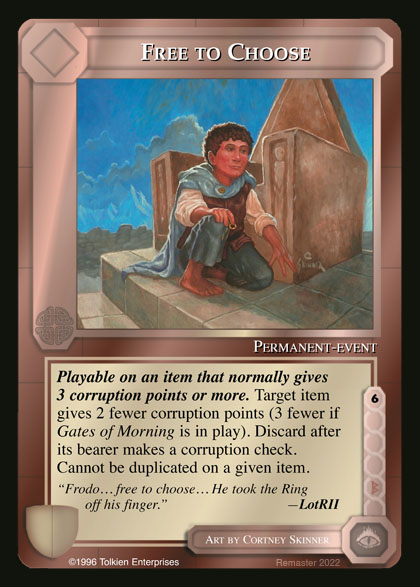 FREE TO CHOOSE
PERMANENT-EVENT
Playable on an item that normally gives
3 corruption points or more. Target item
gives 2 fewer corruption points (3 fewer if
Gates of Morning is in play). Discard after
its bearer makes a corruption check.
Cannot be duplicated on a given item.
“Frodo…free to choose…He took the Ring
off his finger.” –LotRII
6
ART BY CORTNEY SKINNER
©1996 Tolkien Enterprises
Remaster 2022